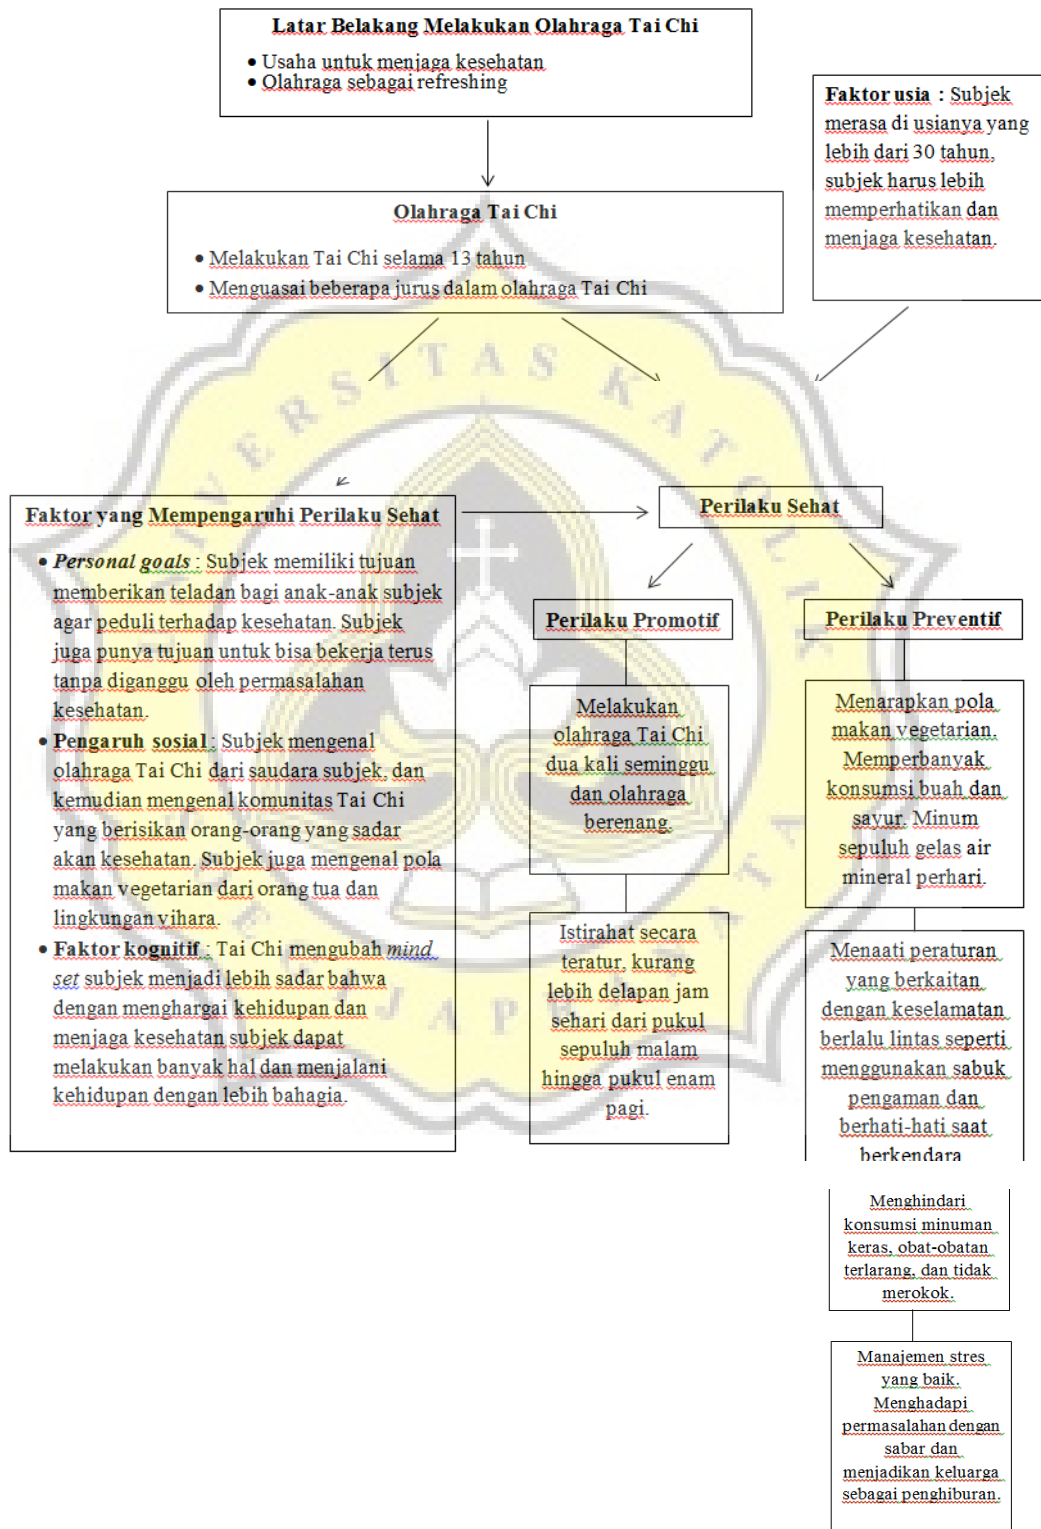 Latar Belakang Melakukan Olahraga Tai Chi
• Usaha untuk menjaga kesehatan
• Olahraga sebagai refreshing
Faktor usia : Subjek
merasa di usianya yang
lebih dari 30 tahun,
subjek harus lebih
memperhatikan dan
menjaga kesehatan.
Olahraga Tai Chi
• Melakukan Tai Chi selama 13 tahun
• Menguasai beberapa jurus dalam olahraga Tai Chi
UNIVERSITAS KATOLIK
Faktor yang Mempengaruhi Perilaku Sehat
• Personal goals : Subjek memiliki tujuan
memberikan teladan bagi anak-anak subjek
agar peduli terhadap kesehatan. Subjek
juga punya tujuan untuk bisa bekerja terus
tanpa diganggu oleh permasalahan
kesehatan.
• Pengaruh sosial : Subjek mengenal
olahraga Tai Chi dari saudara subjek, dan
kemudian mengenal komunitas Tai Chi
yang berisikan orang-orang yang sadar
akan kesehatan. Subjek juga mengenal pola
makan vegetarian dari orang tua dan
lingkungan vihara.
• Faktor kognitif : Tai Chi mengubah mind
set subjek menjadi lebih sadar bahwa
dengan menghargai kehidupan dan
menjaga kesehatan subjek dapat
melakukan banyak hal dan menjalani
kehidupan dengan lebih bahagia.
Perilaku Sehat
Perilaku Promotif
Melakukan
olahraga Tai Chi
dua kali seminggu
dan olahraga
berenang.
Istirahat secara
teratur, kurang
lebih delapan jam
sehari dari pukul
sepuluh malam
hingga pukul enam
pagi.
Perilaku Preventif
Menarapkan pola
makan vegetarian.
Memperbanyak
konsumsi buah dan
sayur. Minum
sepuluh gelas air
mineral perhari.
Menaati peraturan
yang berkaitan
dengan keselamatan
berlalu lintas seperti
menggunakan sabuk
pengaman dan
berhati-hati saat
berkendara
Menghindari
konsumsi minuman
keras, obat-obatan
terlarang, dan tidak
merokok.
Manajemen stres
yang baik.
Menghadapi
permasalahan dengan
sabar dan
menjadikan keluarga
sebagai penghiburan.